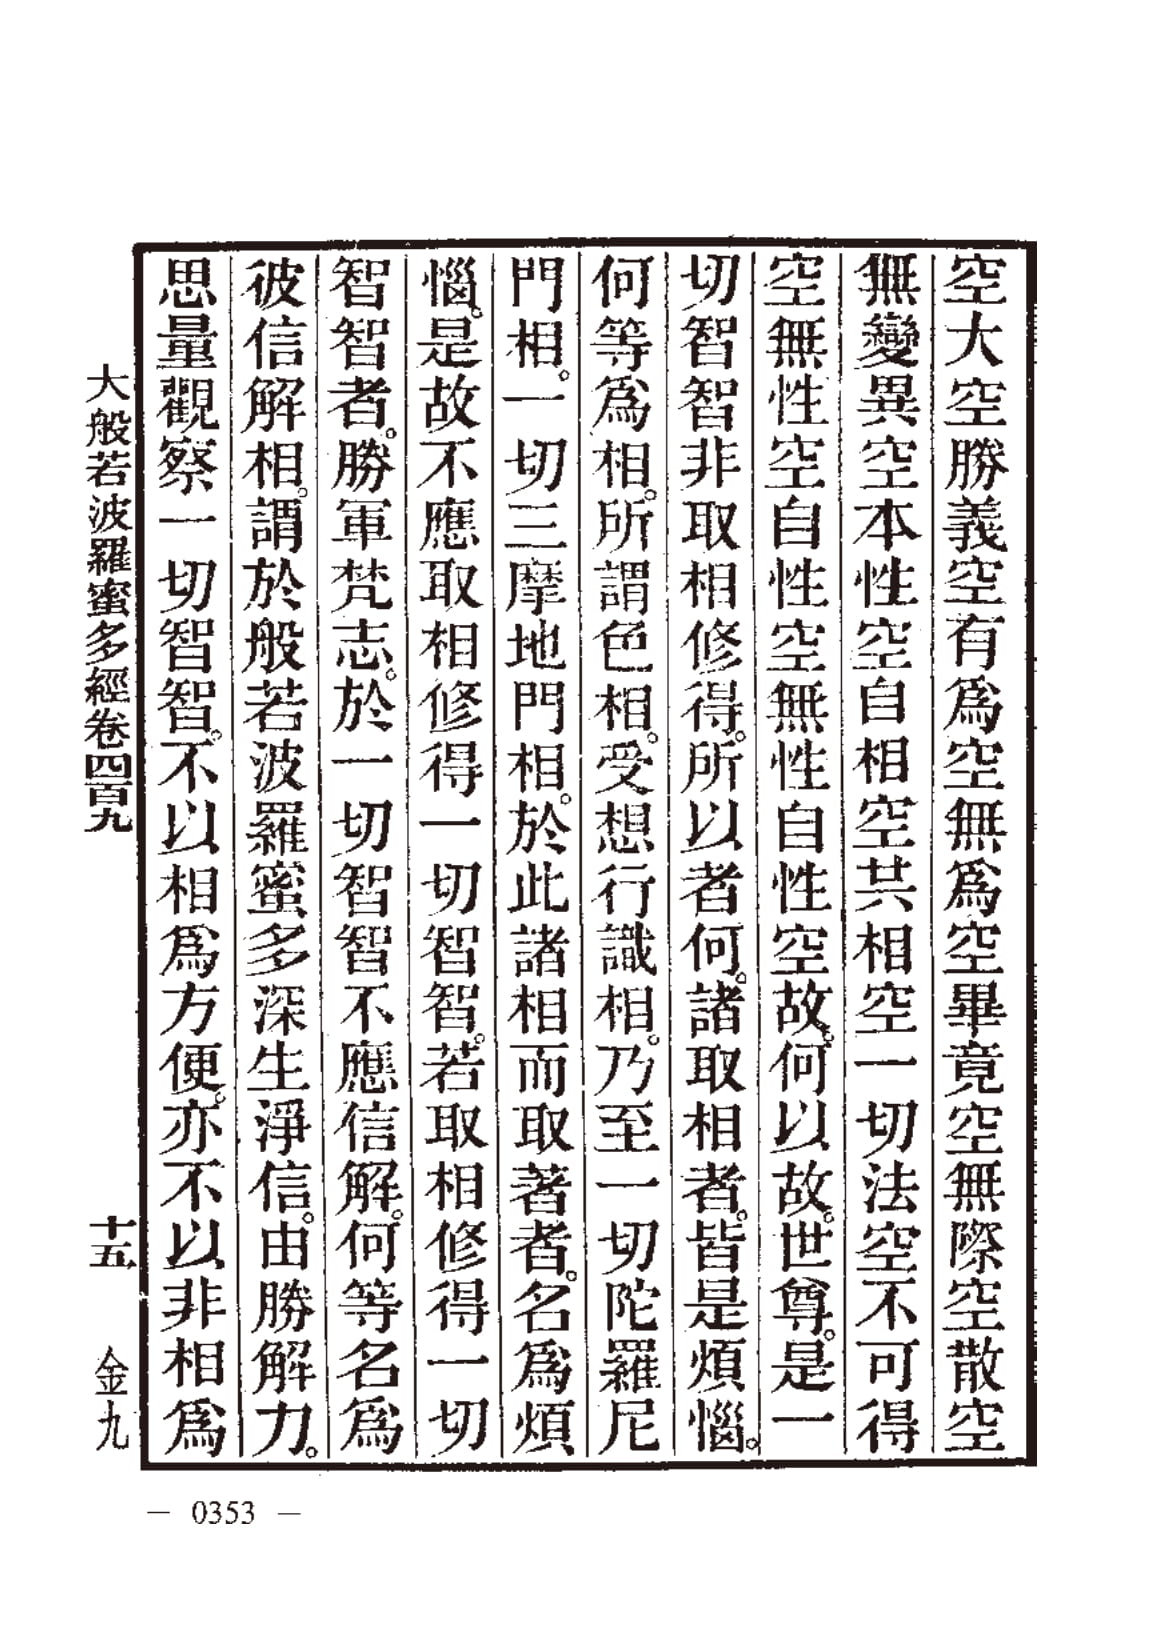 空大空勝義空有爲空無爲空畢竟空無際空散空
無變異空本性空自相空共相空一切法空不可得
空無性空自性空無性自性空故。何以故。世尊。是一
切智智非取相修得。所以者何。諸取相者。皆是煩惱。
何等爲相。所謂色相。受想行識相。乃至一切陀羅尼
門相。一切三摩地門相。於此諸相而取著者。名爲煩
惱。是故不應取相修得一切智智。若取相修得一切
智智者。勝軍梵志。於一切智智不應信解。何等名爲
彼信解相。謂於般若波羅蜜多深生淨信。由勝解力。
思量觀察一切智智。不以相爲方便。亦不以非相爲
大般若波羅蜜多經卷四百九 十五 金九
— 0353 —